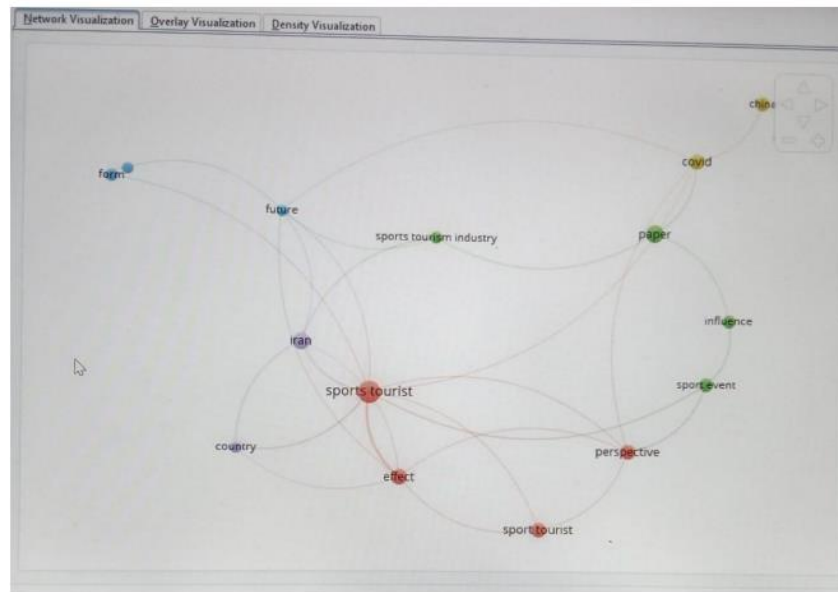 Network Visualization Overlay Visualization Density Visualization
china
covid
form
future
sports tourism industry
paper
influence
iran
sports tourist
sport event
country
perspective
effect
sport tourist